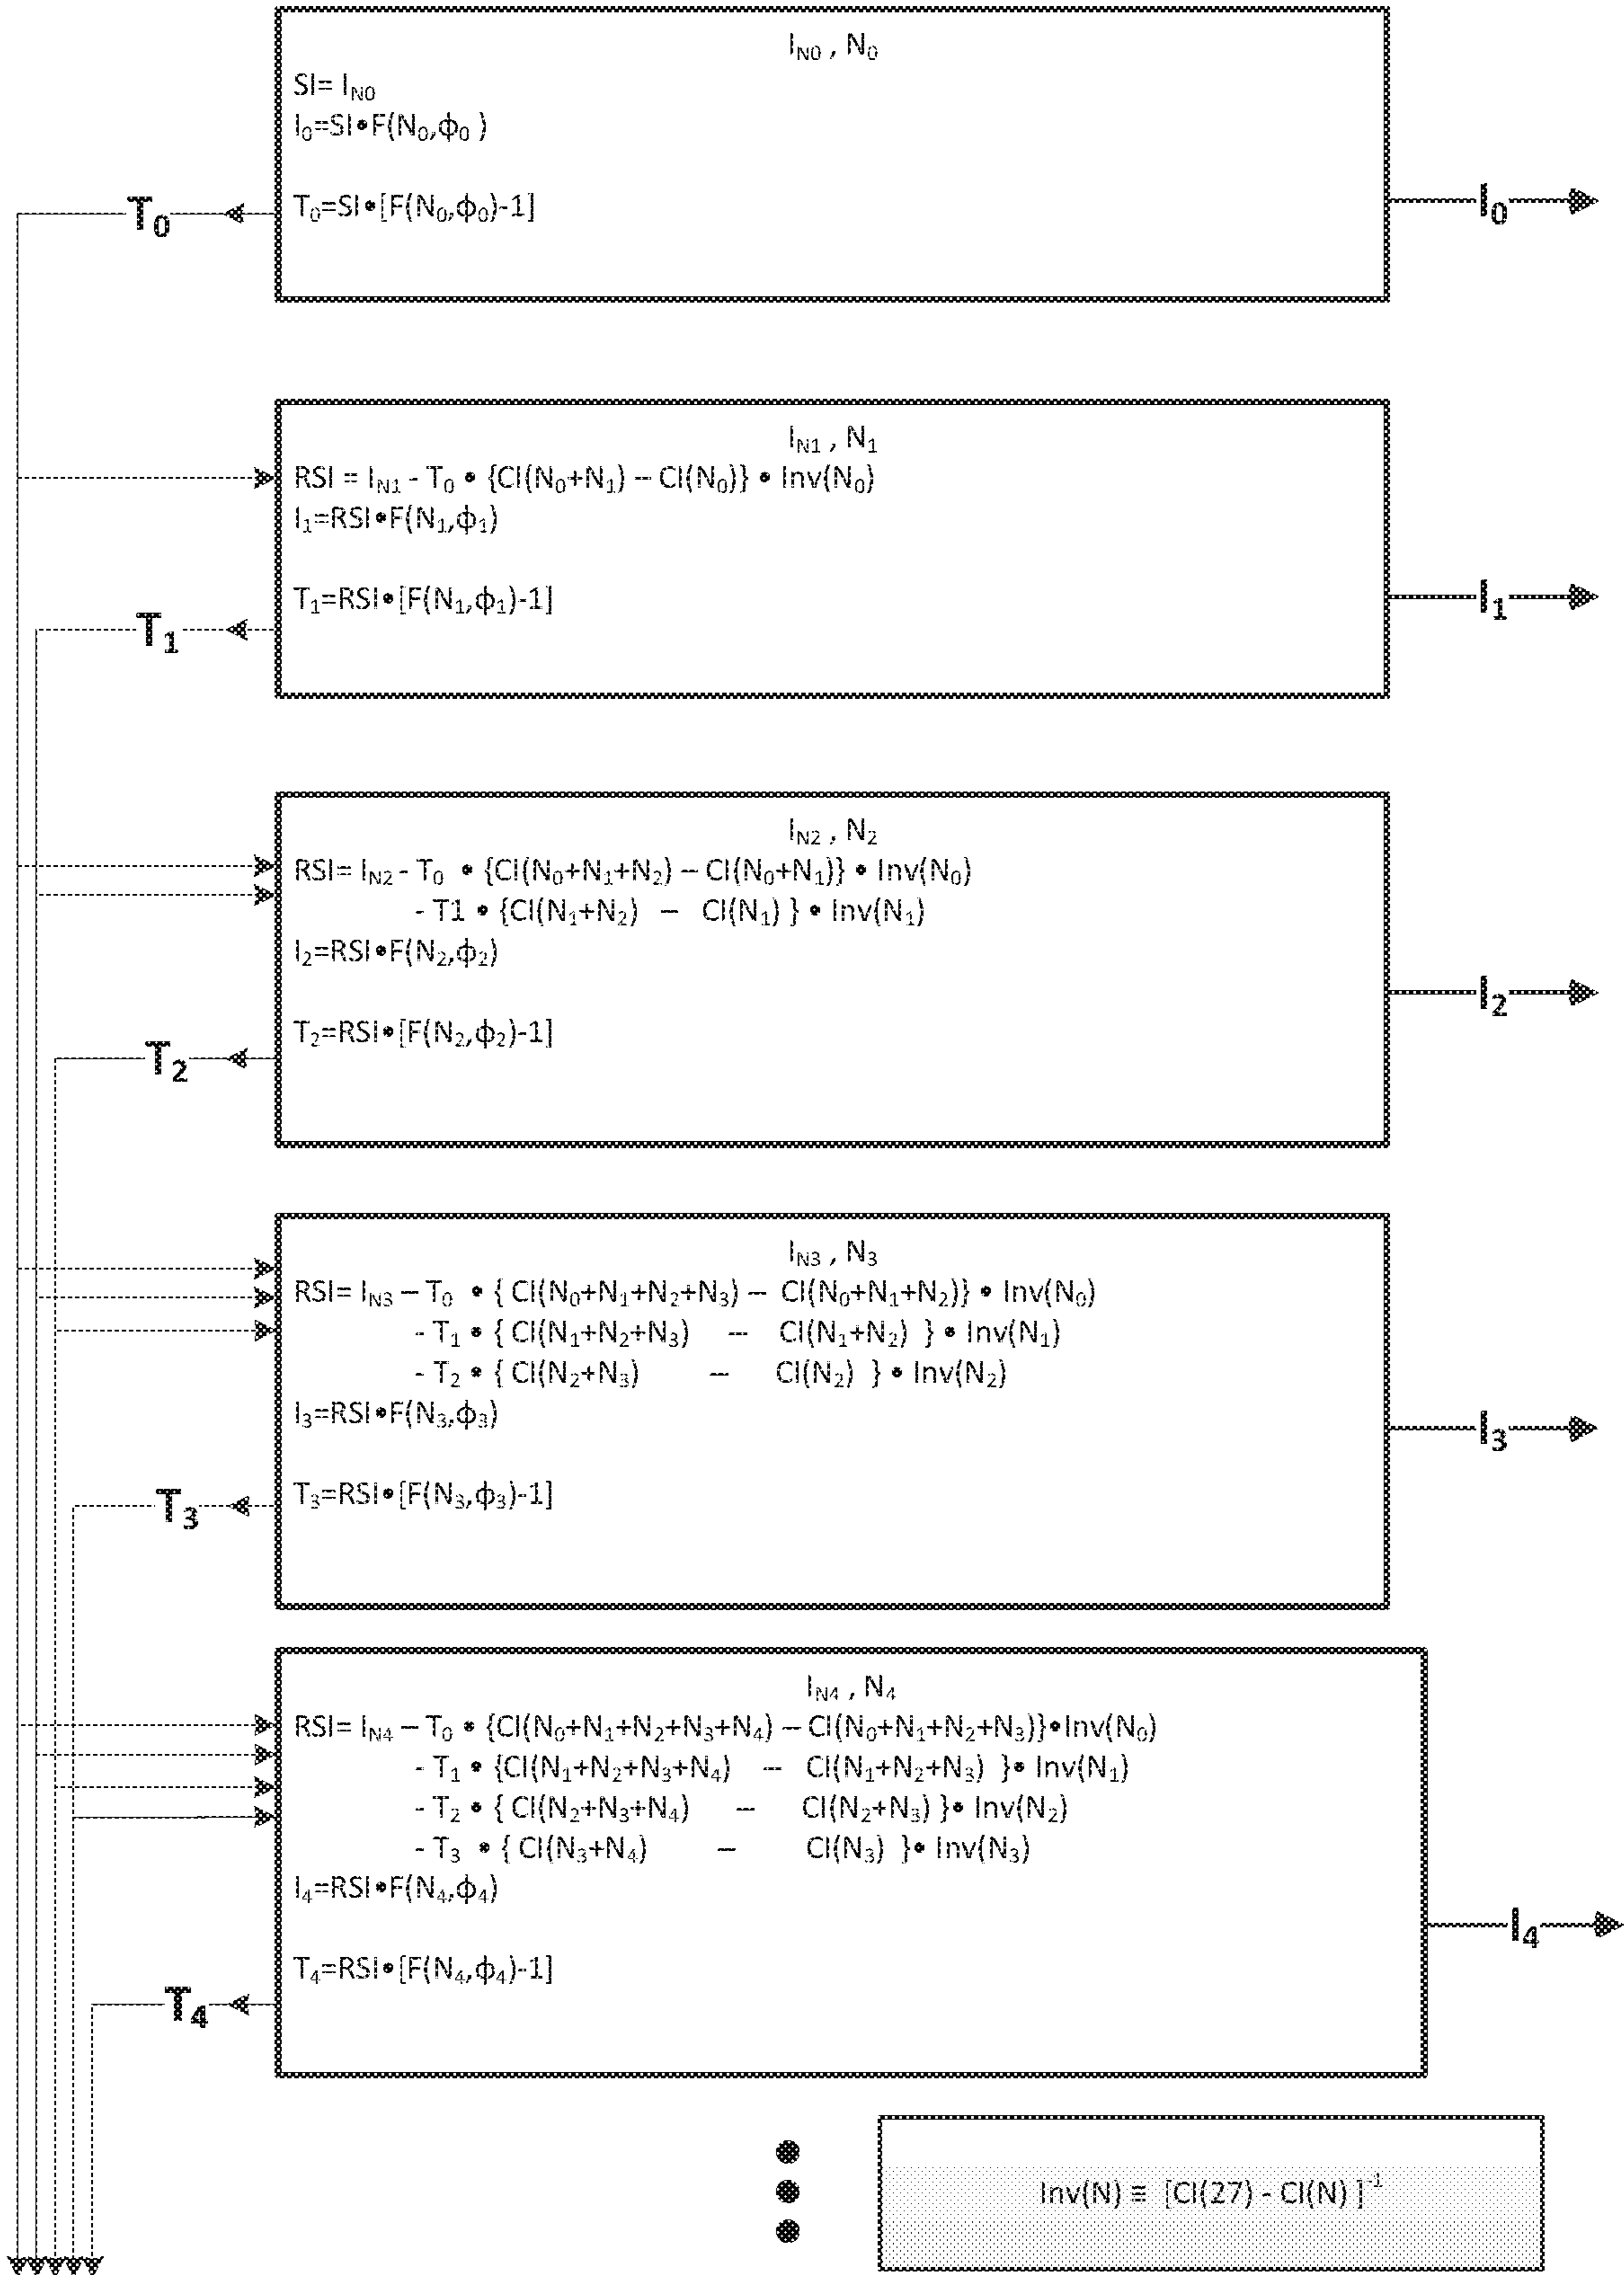 I_N0 , N_0
SI= I_N0
I_0=SI•F(N_0,ϕ_0 )
T_0=SI•[F(N_0,ϕ_0)-1]
T_0
I_0
I_N1 , N_1
RSI = I_N1 - T_0 • {CI(N_0+N_1) – CI(N_0)} • Inv(N_0)
I_1=RSI•F(N_1,ϕ_1)
T_1=RSI•[F(N_1,ϕ_1)-1]
T_1
I_1
I_N2 , N_2
RSI= I_N2 - T_0 • {CI(N_0+N_1+N_2) – CI(N_0+N_1)} • Inv(N_0)
- T1 • {CI(N_1+N_2) – CI(N_1) } • Inv(N_1)
I_2=RSI•F(N_2,ϕ_2)
T_2=RSI•[F(N_2,ϕ_2)-1]
T_2
I_2
I_N3 , N_3
RSI= I_N3 – T_0 • { CI(N_0+N_1+N_2+N_3) – CI(N_0+N_1+N_2)} • Inv(N_0)
- T_1 • { CI(N_1+N_2+N_3) – CI(N_1+N_2) } • Inv(N_1)
- T_2 • { CI(N_2+N_3) – CI(N_2) } • Inv(N_2)
I_3=RSI•F(N_3,ϕ_3)
T_3=RSI•[F(N_3,ϕ_3)-1]
T_3
I_3
I_N4 , N_4
RSI= I_N4 – T_0 • {CI(N_0+N_1+N_2+N_3+N_4) – CI(N_0+N_1+N_2+N_3)}•Inv(N_0)
- T_1 • {CI(N_1+N_2+N_3+N_4) – CI(N_1+N_2+N_3) }• Inv(N_1)
- T_2 • { CI(N_2+N_3+N_4) – CI(N_2+N_3) }• Inv(N_2)
- T_3 • { CI(N_3+N_4) – CI(N_3) }• Inv(N_3)
I_4=RSI•F(N_4,ϕ_4)
T_4=RSI•[F(N_4,ϕ_4)-1]
T_4
I_4
Inv(N) ≡ [CI(27) - CI(N) ]^-1